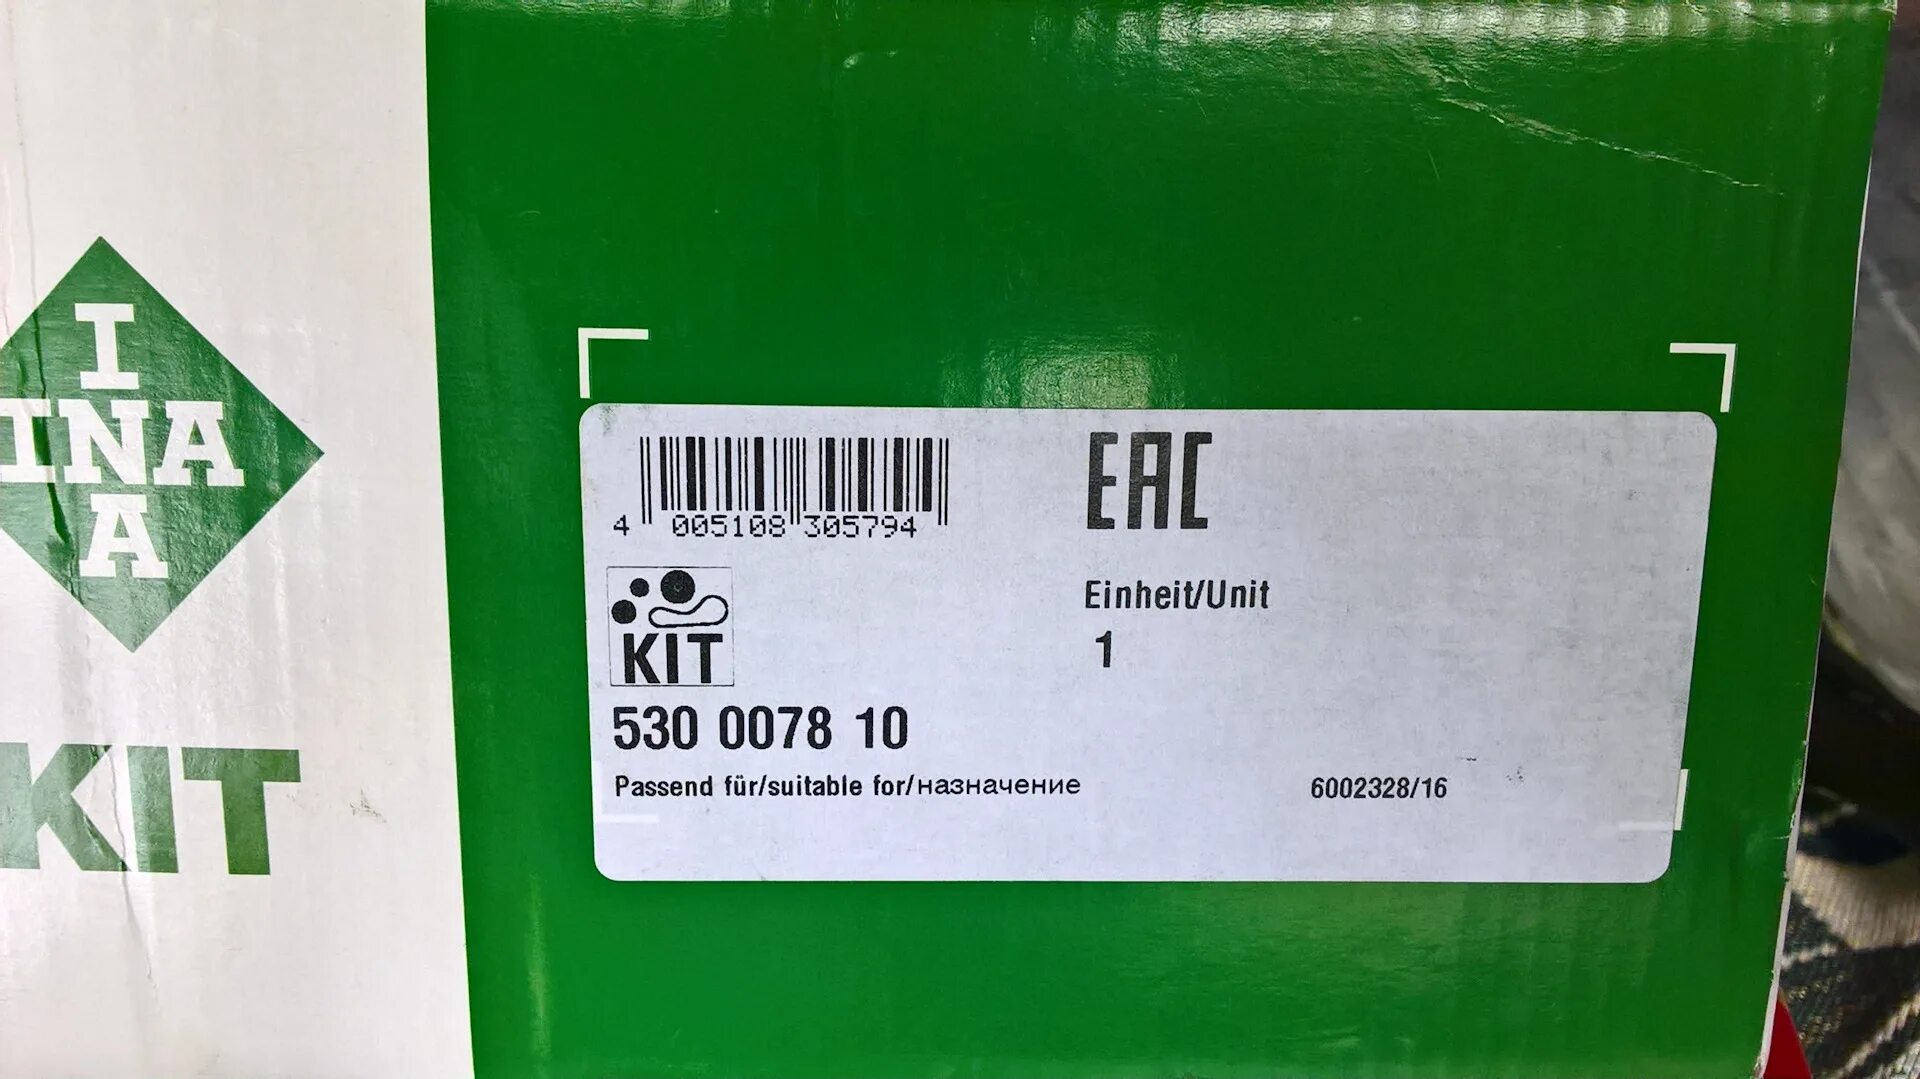 I
INA
A
KIT
4 005108 305794
EAC
Einheit/Unit
1
KIT
530 0078 10
Passend für/suitable for/назначение
6002328/16